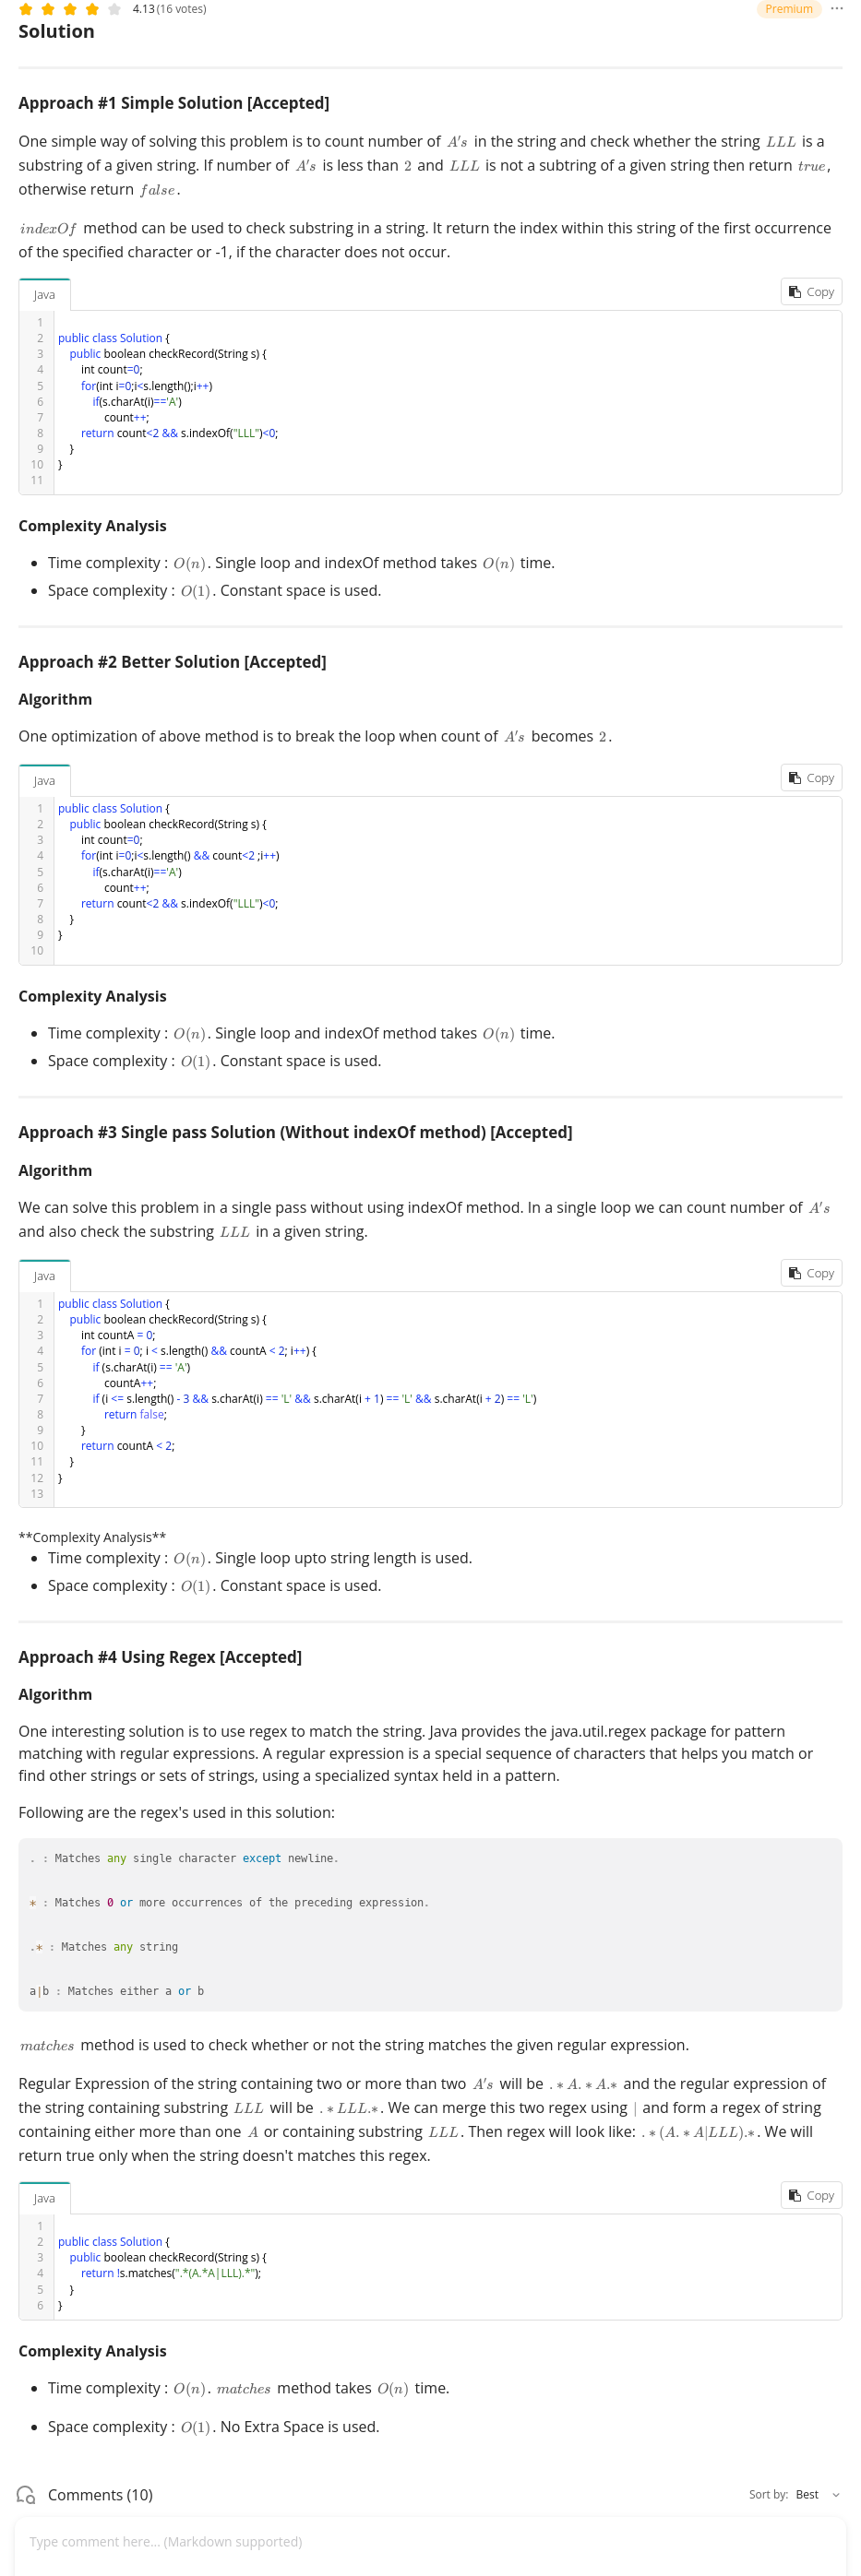 4.13 (16 votes)
Premium
Solution
Approach #1 Simple Solution [Accepted]
One simple way of solving this problem is to count number of A's in the string and check whether the string LLL is a
substring of a given string. If number of A's is less than 2 and LLL is not a subtring of a given string then return true,
otherwise return false.
indexOf method can be used to check substring in a string. It return the index within this string of the first occurrence
of the specified character or -1, if the character does not occur.
Java
Copy
1
2 public class Solution {
3 public boolean checkRecord(String s) {
4 int count=0;
5 for(int i=0;i<s.length();i++)
6 if(s.charAt(i)=='A')
7 count++;
8 return count<2 && s.indexOf("LLL")<0;
9 }
10 }
11
Complexity Analysis
• Time complexity : O(n). Single loop and indexOf method takes O(n) time.
• Space complexity : O(1). Constant space is used.
Approach #2 Better Solution [Accepted]
Algorithm
One optimization of above method is to break the loop when count of A's becomes 2.
Java
Copy
1 public class Solution {
2 public boolean checkRecord(String s) {
3 int count=0;
4 for(int i=0;i<s.length() && count<2 ;i++)
5 if(s.charAt(i)=='A')
6 count++;
7 return count<2 && s.indexOf("LLL")<0;
8 }
9 }
10
Complexity Analysis
• Time complexity : O(n). Single loop and indexOf method takes O(n) time.
• Space complexity : O(1). Constant space is used.
Approach #3 Single pass Solution (Without indexOf method) [Accepted]
Algorithm
We can solve this problem in a single pass without using indexOf method. In a single loop we can count number of A's
and also check the substring LLL in a given string.
Java
Copy
1 public class Solution {
2 public boolean checkRecord(String s) {
3 int countA = 0;
4 for (int i = 0; i < s.length() && countA < 2; i++) {
5 if (s.charAt(i) == 'A')
6 countA++;
7 if (i <= s.length() - 3 && s.charAt(i) == 'L' && s.charAt(i + 1) == 'L' && s.charAt(i + 2) == 'L')
8 return false;
9 }
10 return countA < 2;
11 }
12 }
13
**Complexity Analysis**
• Time complexity : O(n). Single loop upto string length is used.
• Space complexity : O(1). Constant space is used.
Approach #4 Using Regex [Accepted]
Algorithm
One interesting solution is to use regex to match the string. Java provides the java.util.regex package for pattern
matching with regular expressions. A regular expression is a special sequence of characters that helps you match or
find other strings or sets of strings, using a specialized syntax held in a pattern.
Following are the regex's used in this solution:
. : Matches any single character except newline.
* : Matches 0 or more occurrences of the preceding expression.
.* : Matches any string
a|b : Matches either a or b
matches method is used to check whether or not the string matches the given regular expression.
Regular Expression of the string containing two or more than two A's will be .*A.*A.* and the regular expression of
the string containing substring LLL will be .*LLL.*. We can merge this two regex using | and form a regex of string
containing either more than one A or containing substring LLL. Then regex will look like: .*(A.*A|LLL).*. We will
return true only when the string doesn't matches this regex.
Java
Copy
1
2 public class Solution {
3 public boolean checkRecord(String s) {
4 return !s.matches(".*(A.*A|LLL).*");
5 }
6 }
Complexity Analysis
• Time complexity : O(n). matches method takes O(n) time.
• Space complexity : O(1). No Extra Space is used.
Comments (10)
Sort by: Best
Type comment here... (Markdown supported)